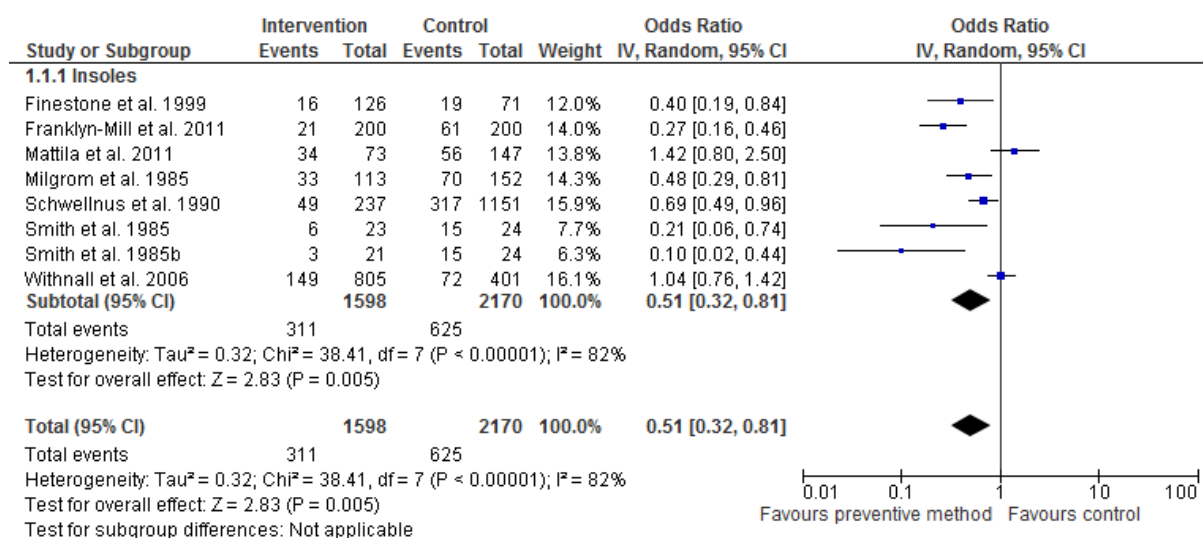 Intervention Control Odds Ratio Odds Ratio
Study or Subgroup Events Total Events Total Weight IV, Random, 95% CI IV, Random, 95% CI
1.1.1 Insoles
Finestone et al. 1999 16 126 19 71 12.0% 0.40 [0.19, 0.84]
Franklyn-Mill et al. 2011 21 200 61 200 14.0% 0.27 [0.16, 0.46]
Mattila et al. 2011 34 73 56 147 13.8% 1.42 [0.80, 2.50]
Milgrom et al. 1985 33 113 70 152 14.3% 0.48 [0.29, 0.81]
Schwellnus et al. 1990 49 237 317 1151 15.9% 0.69 [0.49, 0.96]
Smith et al. 1985 6 23 15 24 7.7% 0.21 [0.06, 0.74]
Smith et al. 1985b 3 21 15 24 6.3% 0.10 [0.02, 0.44]
Withnall et al. 2006 149 805 72 401 16.1% 1.04 [0.76, 1.42]
Subtotal (95% CI) 1598 2170 100.0% 0.51 [0.32, 0.81]
Total events 311 625
Heterogeneity: Tau² = 0.32; Chi² = 38.41, df = 7 (P < 0.00001); I² = 82%
Test for overall effect: Z = 2.83 (P = 0.005)
Total (95% CI) 1598 2170 100.0% 0.51 [0.32, 0.81]
Total events 311 625
Heterogeneity: Tau² = 0.32; Chi² = 38.41, df = 7 (P < 0.00001); I² = 82%
Test for overall effect: Z = 2.83 (P = 0.005)
Test for subgroup differences: Not applicable
0.01 0.1 1 10 100
Favours preventive method Favours control